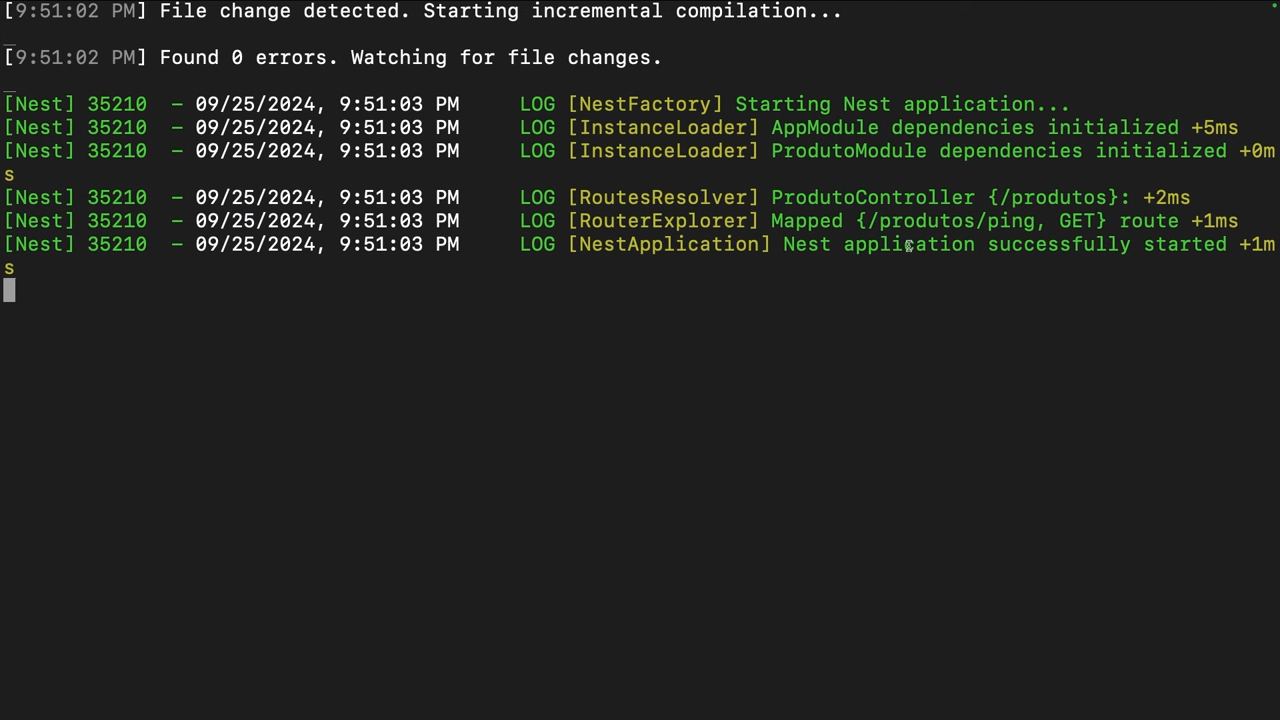 [9:51:02 PM] File change detected. Starting incremental compilation...
[9:51:02 PM] Found 0 errors. Watching for file changes.
[Nest] 35210  – 09/25/2024, 9:51:03 PM     LOG [NestFactory] Starting Nest application...
[Nest] 35210  – 09/25/2024, 9:51:03 PM     LOG [InstanceLoader] AppModule dependencies initialized +5ms
[Nest] 35210  – 09/25/2024, 9:51:03 PM     LOG [InstanceLoader] ProdutoModule dependencies initialized +0m
s
[Nest] 35210  – 09/25/2024, 9:51:03 PM     LOG [RoutesResolver] ProdutoController {/produtos}: +2ms
[Nest] 35210  – 09/25/2024, 9:51:03 PM     LOG [RouterExplorer] Mapped {/produtos/ping, GET} route +1ms
[Nest] 35210  – 09/25/2024, 9:51:03 PM     LOG [NestApplication] Nest application successfully started +1m
s